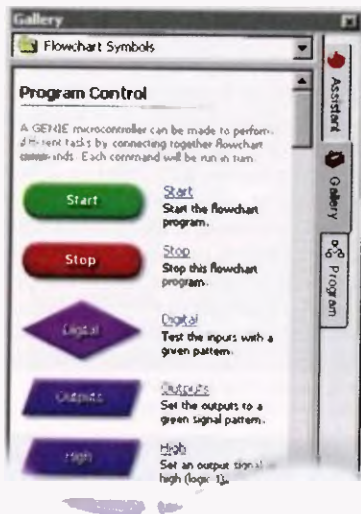 Gallery
Flowchart Symbols
Program Control
A GENIE microcontroller can be made to perform
different tasks by connecting together flowchart
commands. Each command will be run in turn.
Start
Start
Start the flowchart
program.
Stop
Stop
Stop this flowchart
program.
Digital
Digital
Test the inputs with a
given pattern.
Outputs
Outputs
Set the outputs to a
given signal pattern.
High
High
Set an output signal
high (logic 1).
Assistant
Gallery
Program